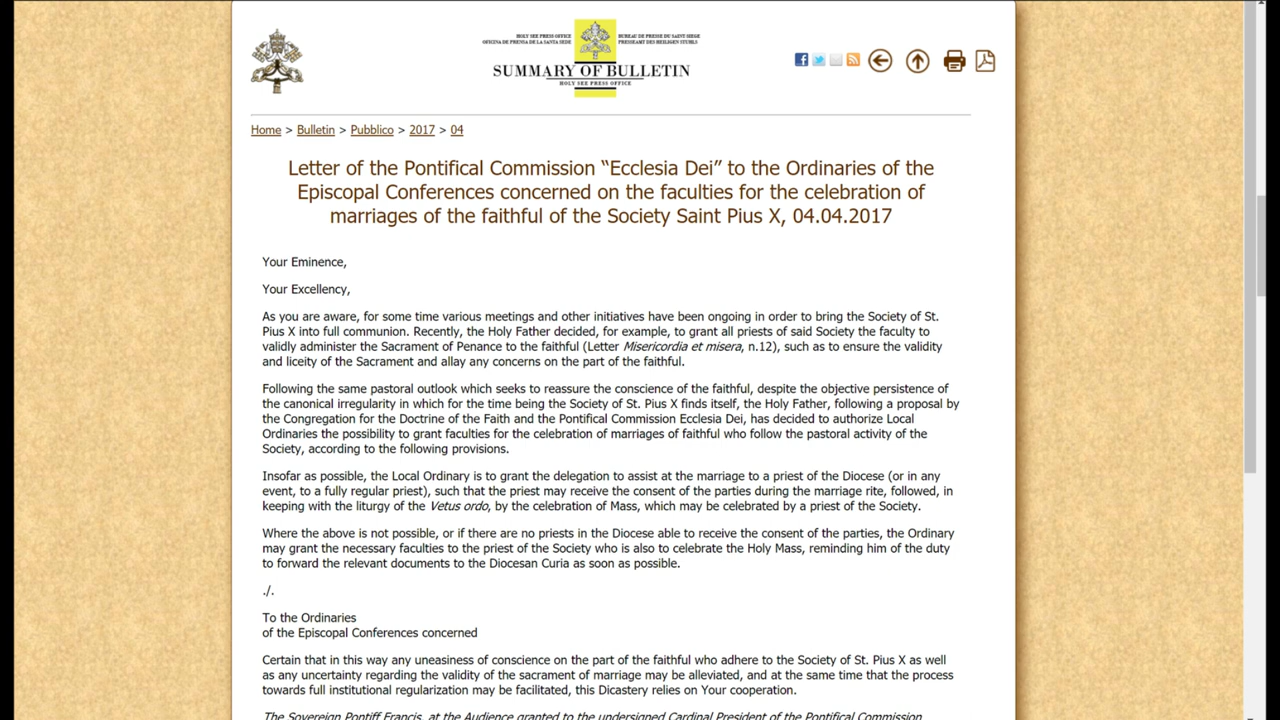 HOLY SEE PRESS OFFICE
OFICINA DE PRENSA DE LA SANTA SEDE
BUREAU DE PRESSE DU SAINT SIEGE
PRESSEAMT DES HEILIGEN STUHLS
SUMMARY OF BULLETIN
HOLY SEE PRESS OFFICE
Home > Bulletin > Pubblico > 2017 > 04
Letter of the Pontifical Commission “Ecclesia Dei” to the Ordinaries of the
Episcopal Conferences concerned on the faculties for the celebration of
marriages of the faithful of the Society Saint Pius X, 04.04.2017
Your Eminence,
Your Excellency,
As you are aware, for some time various meetings and other initiatives have been ongoing in order to bring the Society of St.
Pius X into full communion. Recently, the Holy Father decided, for example, to grant all priests of said Society the faculty to
validly administer the Sacrament of Penance to the faithful (Letter Misericordia et misera, n.12), such as to ensure the validity
and liceity of the Sacrament and allay any concerns on the part of the faithful.
Following the same pastoral outlook which seeks to reassure the conscience of the faithful, despite the objective persistence of
the canonical irregularity in which for the time being the Society of St. Pius X finds itself, the Holy Father, following a proposal by
the Congregation for the Doctrine of the Faith and the Pontifical Commission Ecclesia Dei, has decided to authorize Local
Ordinaries the possibility to grant faculties for the celebration of marriages of faithful who follow the pastoral activity of the
Society, according to the following provisions.
Insofar as possible, the Local Ordinary is to grant the delegation to assist at the marriage to a priest of the Diocese (or in any
event, to a fully regular priest), such that the priest may receive the consent of the parties during the marriage rite, followed, in
keeping with the liturgy of the Vetus ordo, by the celebration of Mass, which may be celebrated by a priest of the Society.
Where the above is not possible, or if there are no priests in the Diocese able to receive the consent of the parties, the Ordinary
may grant the necessary faculties to the priest of the Society who is also to celebrate the Holy Mass, reminding him of the duty
to forward the relevant documents to the Diocesan Curia as soon as possible.
./.
To the Ordinaries
of the Episcopal Conferences concerned
Certain that in this way any uneasiness of conscience on the part of the faithful who adhere to the Society of St. Pius X as well
as any uncertainty regarding the validity of the sacrament of marriage may be alleviated, and at the same time that the process
towards full institutional regularization may be facilitated, this Dicastery relies on Your cooperation.
The Sovereign Pontiff Francis, at the Audience granted to the undersigned Cardinal President of the Pontifical Commission